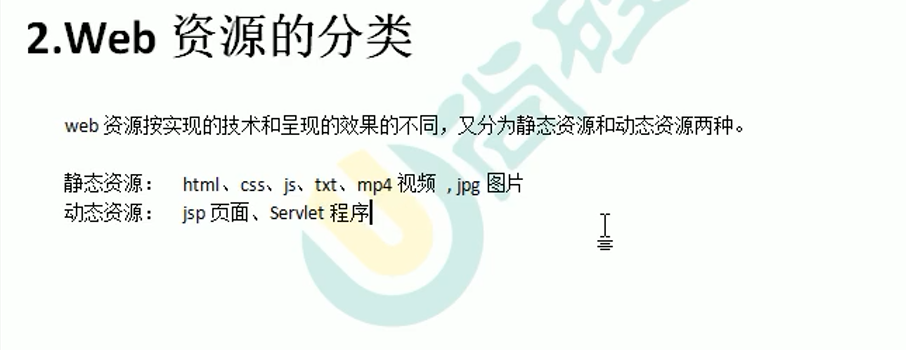 2.Web 资源的分类
web 资源按实现的技术和呈现的效果的不同，又分为静态资源和动态资源两种。
静态资源： html、css、js、txt、mp4 视频 , jpg 图片
动态资源： jsp 页面、Servlet 程序
尚硅